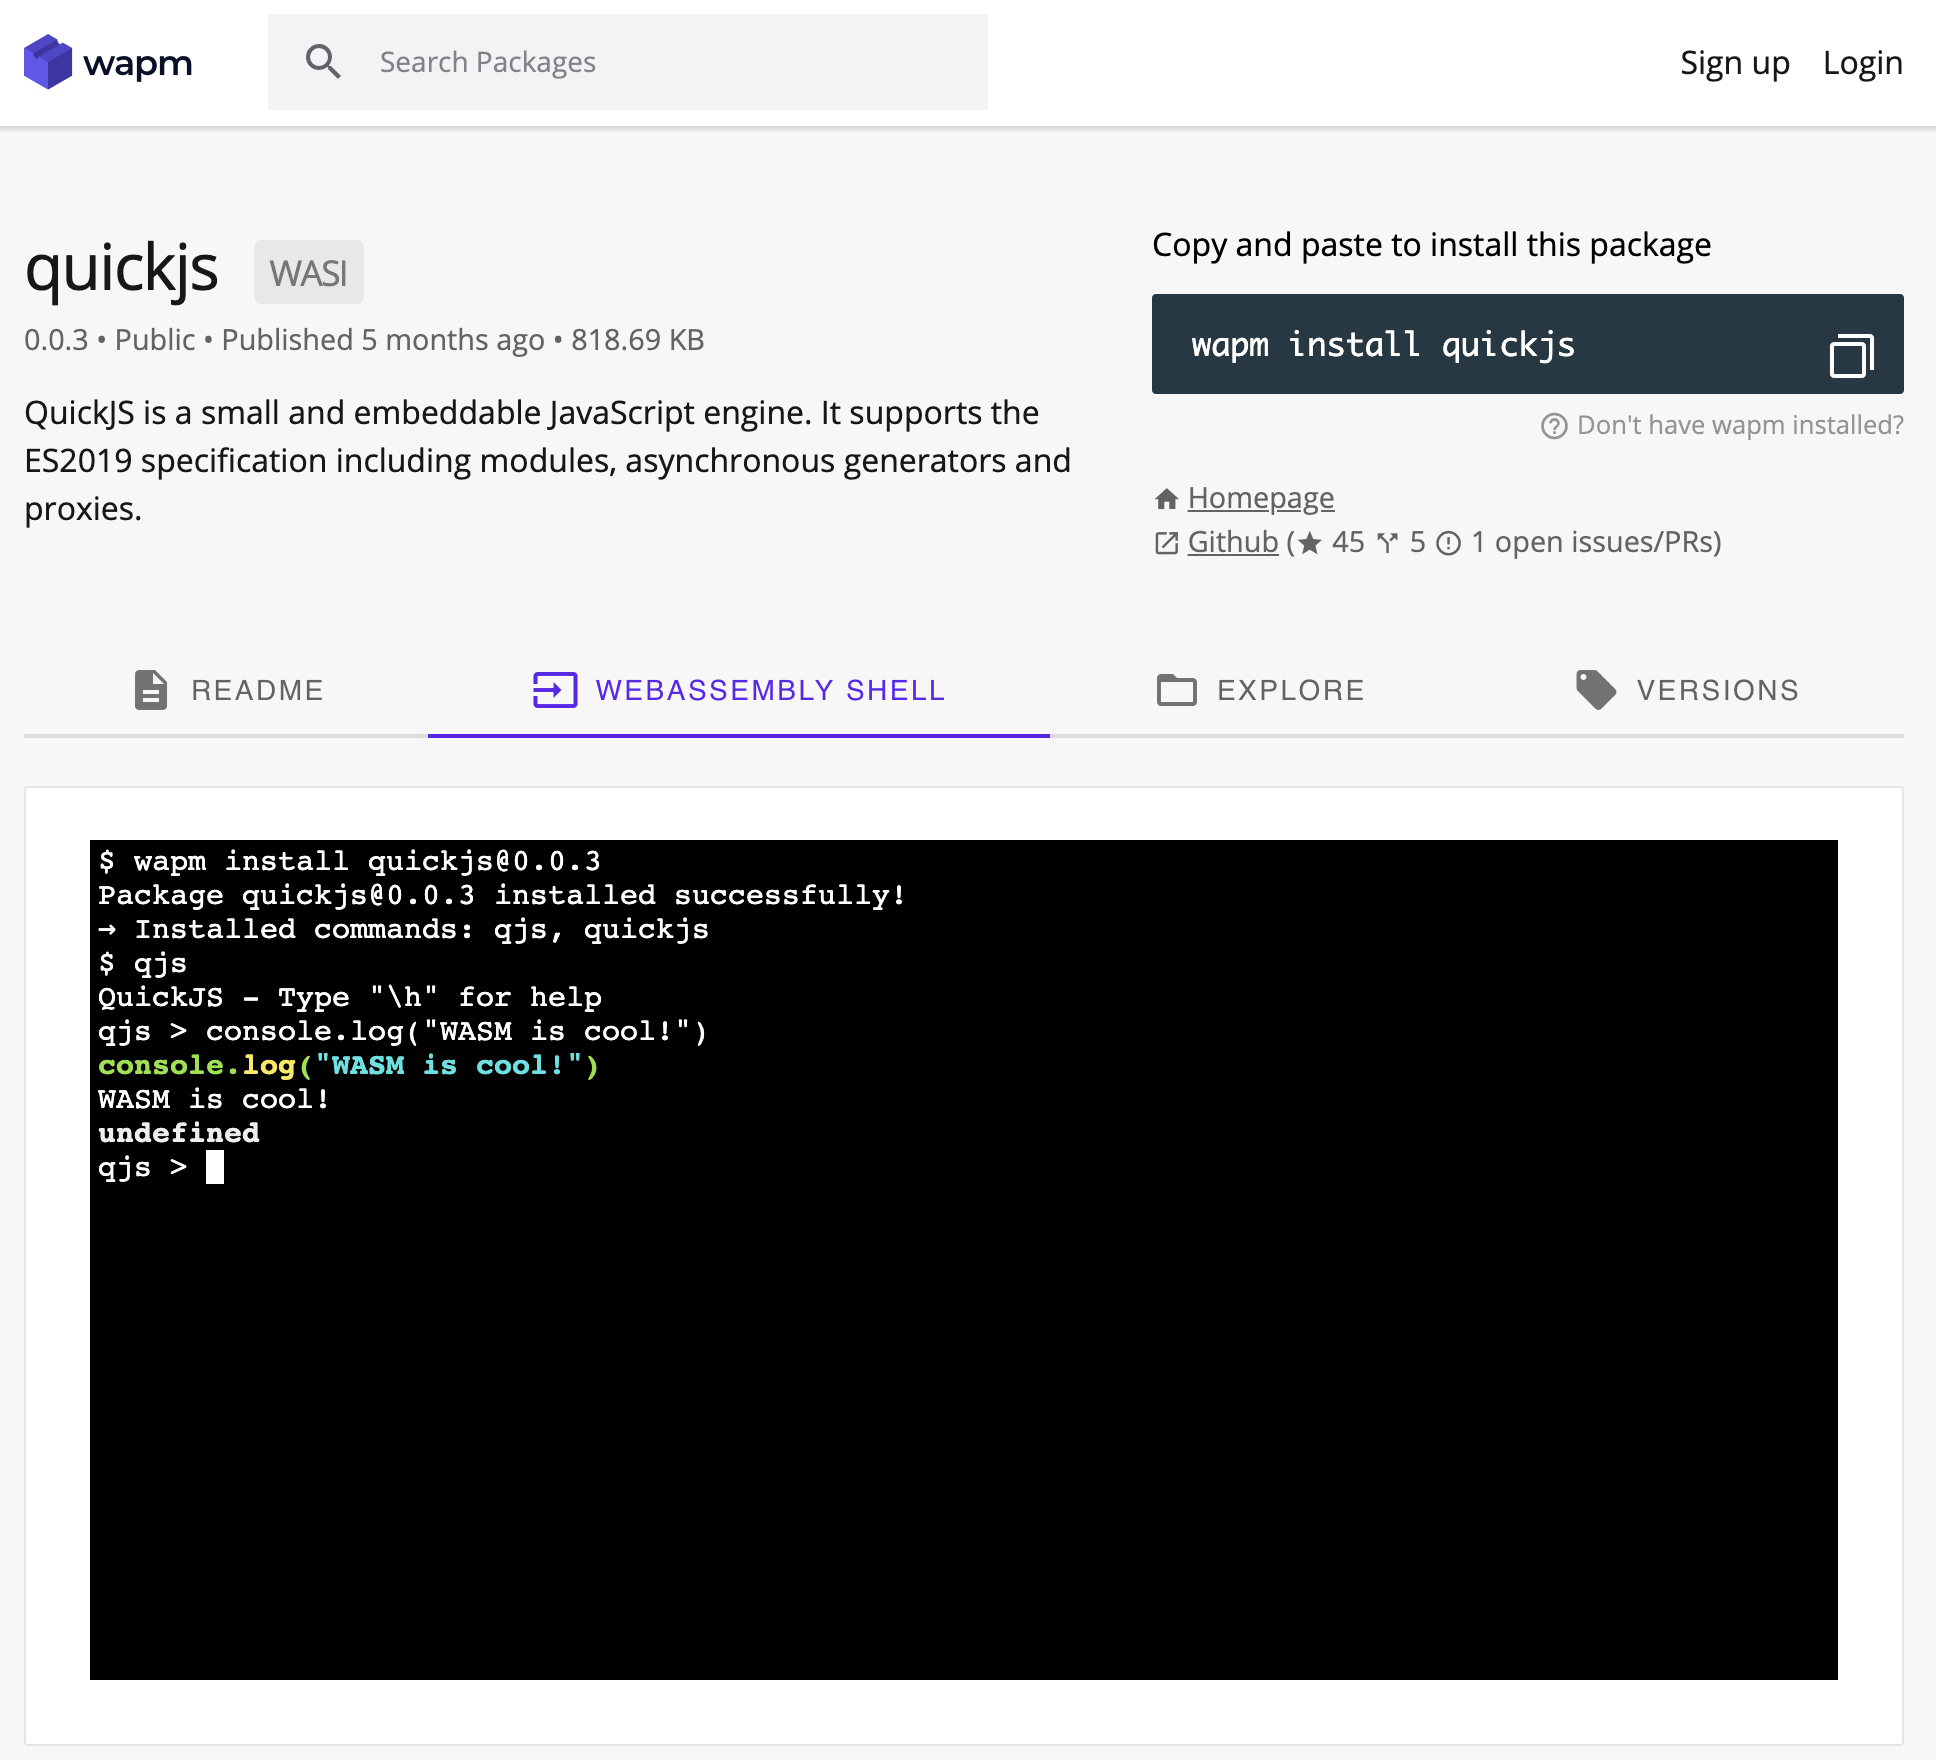 wapm
Search Packages
Sign up
Login
quickjs
WASI
0.0.3 • Public • Published 5 months ago • 818.69 KB
QuickJS is a small and embeddable JavaScript engine. It supports the
ES2019 specification including modules, asynchronous generators and
proxies.
Copy and paste to install this package
wapm install quickjs
Don't have wapm installed?
Homepage
Github (★ 45 5 1 open issues/PRs)
README
WEBASSEMBLY SHELL
EXPLORE
VERSIONS
$ wapm install quickjs@0.0.3
Package quickjs@0.0.3 installed successfully!
→ Installed commands: qjs, quickjs
$ qjs
QuickJS - Type "\h" for help
qjs > console.log("WASM is cool!")
console.log("WASM is cool!")
WASM is cool!
undefined
qjs >